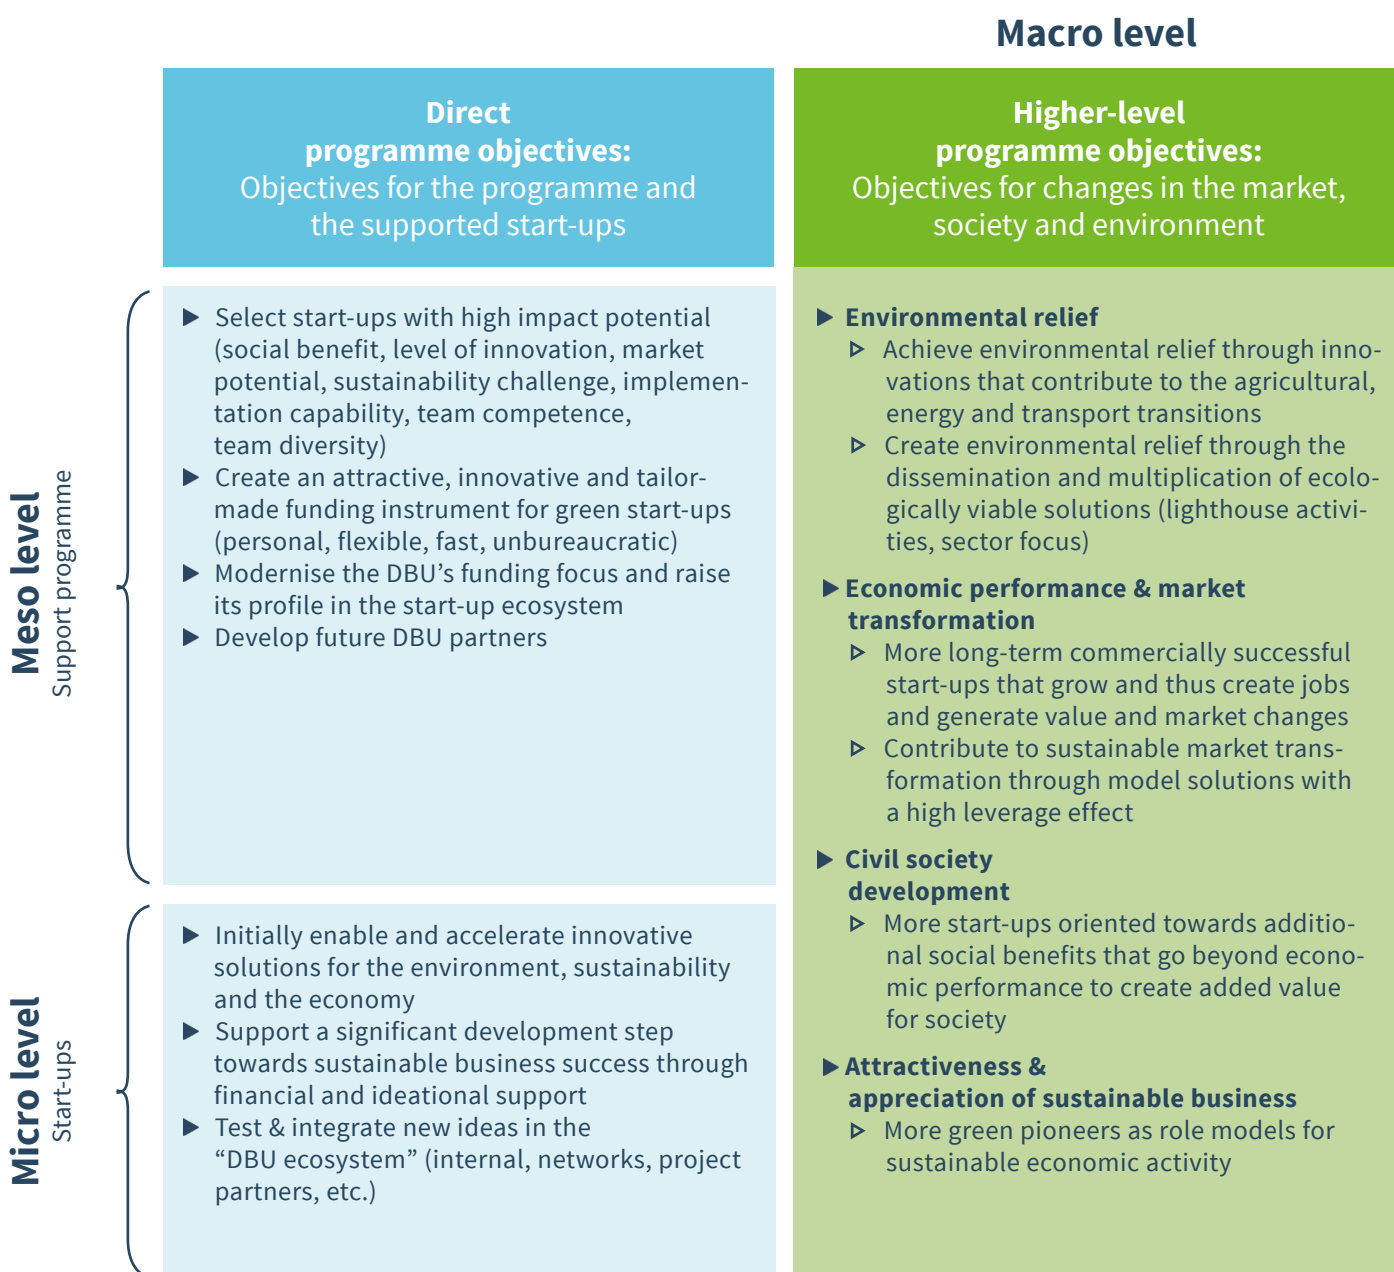 Macro level
Direct
programme objectives:
Objectives for the programme and
the supported start-ups
Higher-level
programme objectives:
Objectives for changes in the market,
society and environment
Meso level
Support programme
▶ Select start-ups with high impact potential
(social benefit, level of innovation, market
potential, sustainability challenge, implemen-
tation capability, team competence,
team diversity)
▶ Create an attractive, innovative and tailor-
made funding instrument for green start-ups
(personal, flexible, fast, unbureaucratic)
▶ Modernise the DBU’s funding focus and raise
its profile in the start-up ecosystem
▶ Develop future DBU partners
Micro level
Start-ups
▶ Initially enable and accelerate innovative
solutions for the environment, sustainability
and the economy
▶ Support a significant development step
towards sustainable business success through
financial and ideational support
▶ Test & integrate new ideas in the
“DBU ecosystem” (internal, networks, project
partners, etc.)
▶ Environmental relief
▷ Achieve environmental relief through inno-
vations that contribute to the agricultural,
energy and transport transitions
▷ Create environmental relief through the
dissemination and multiplication of ecolo-
gically viable solutions (lighthouse activi-
ties, sector focus)
▶ Economic performance & market
transformation
▷ More long-term commercially successful
start-ups that grow and thus create jobs
and generate value and market changes
▷ Contribute to sustainable market trans-
formation through model solutions with
a high leverage effect
▶ Civil society
development
▷ More start-ups oriented towards additio-
nal social benefits that go beyond econo-
mic performance to create added value
for society
▶ Attractiveness &
appreciation of sustainable business
▷ More green pioneers as role models for
sustainable economic activity